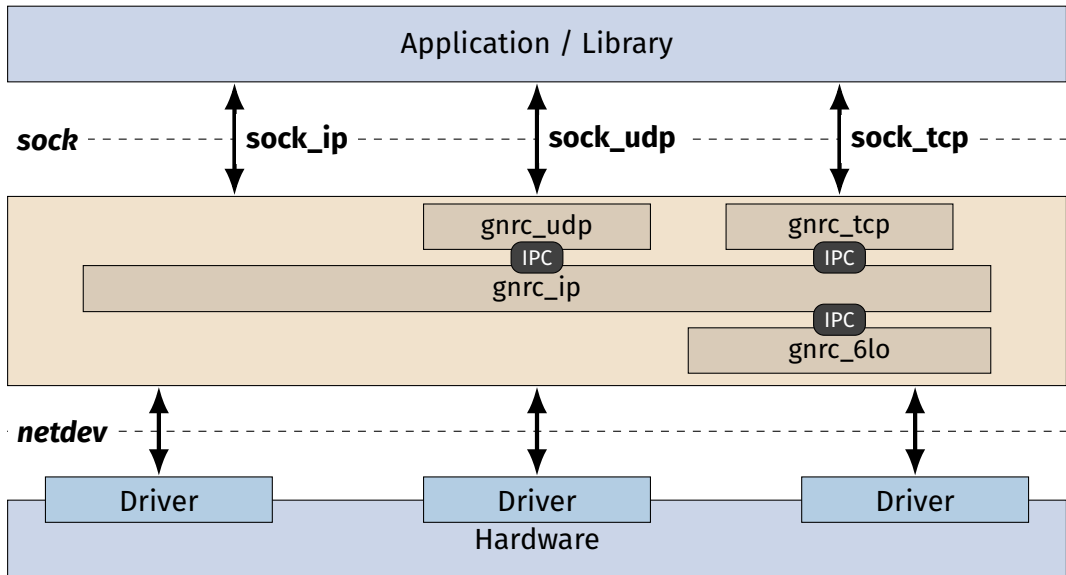 Application / Library
sock sock_ip sock_udp sock_tcp
gnrc_udp gnrc_tcp
IPC IPC
gnrc_ip
IPC
gnrc_6lo
netdev
Driver Driver Driver
Hardware